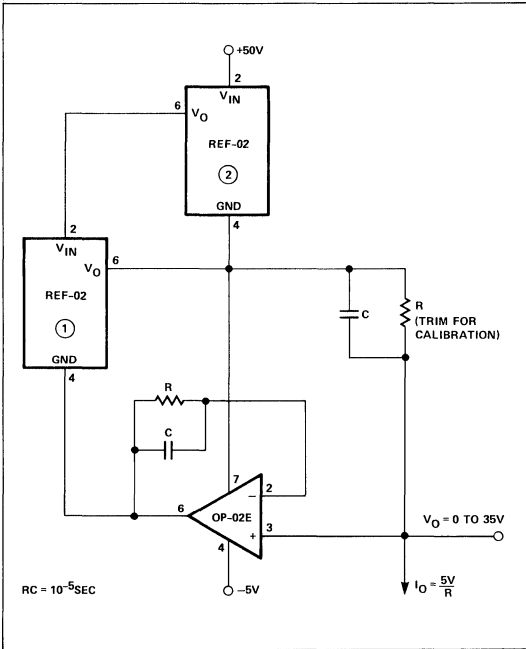 +50V
2
V_IN
6
V_O
REF-02
2
GND
4
2
V_IN
V_O
6
REF-02
1
GND
4
C
R
(TRIM FOR
CALIBRATION)
R
C
7
2
−
6
OP-02E
3
+
4
−5V
V_O = 0 TO 35V
I_O = 5V/R
RC = 10^-5 SEC